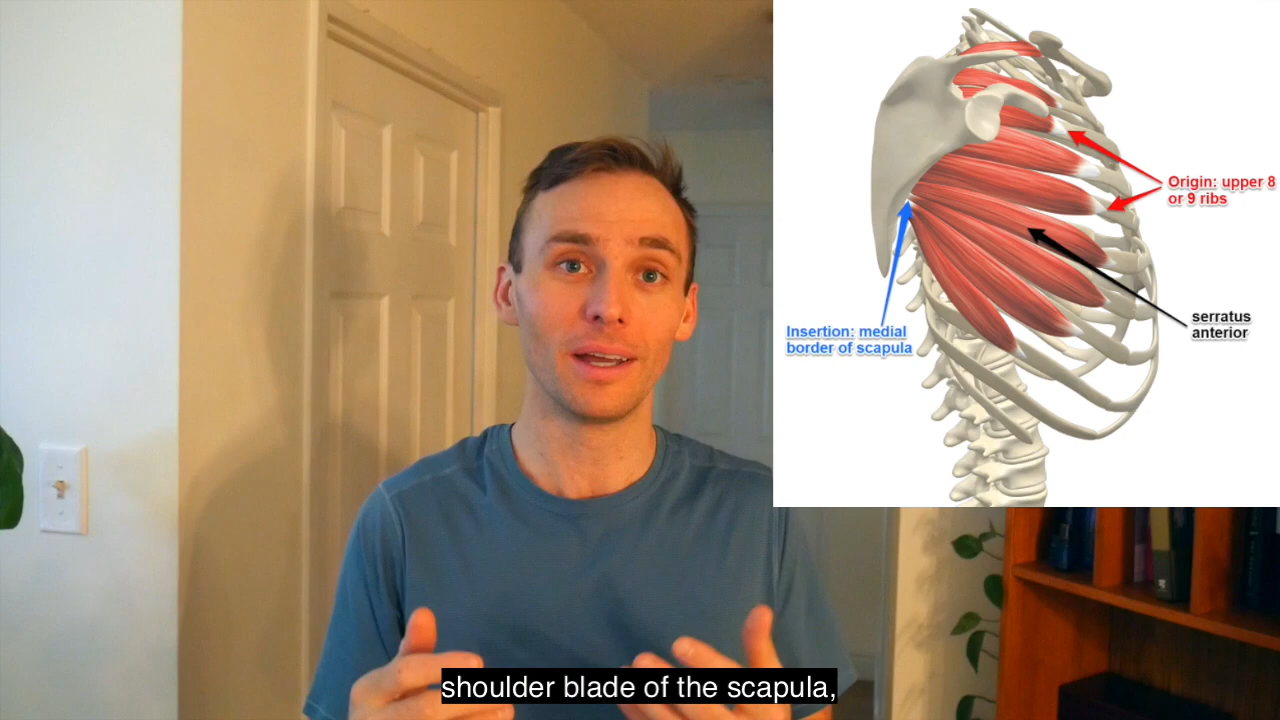 Origin: upper 8
or 9 ribs
serratus
anterior
Insertion: medial
border of scapula
shoulder blade of the scapula,